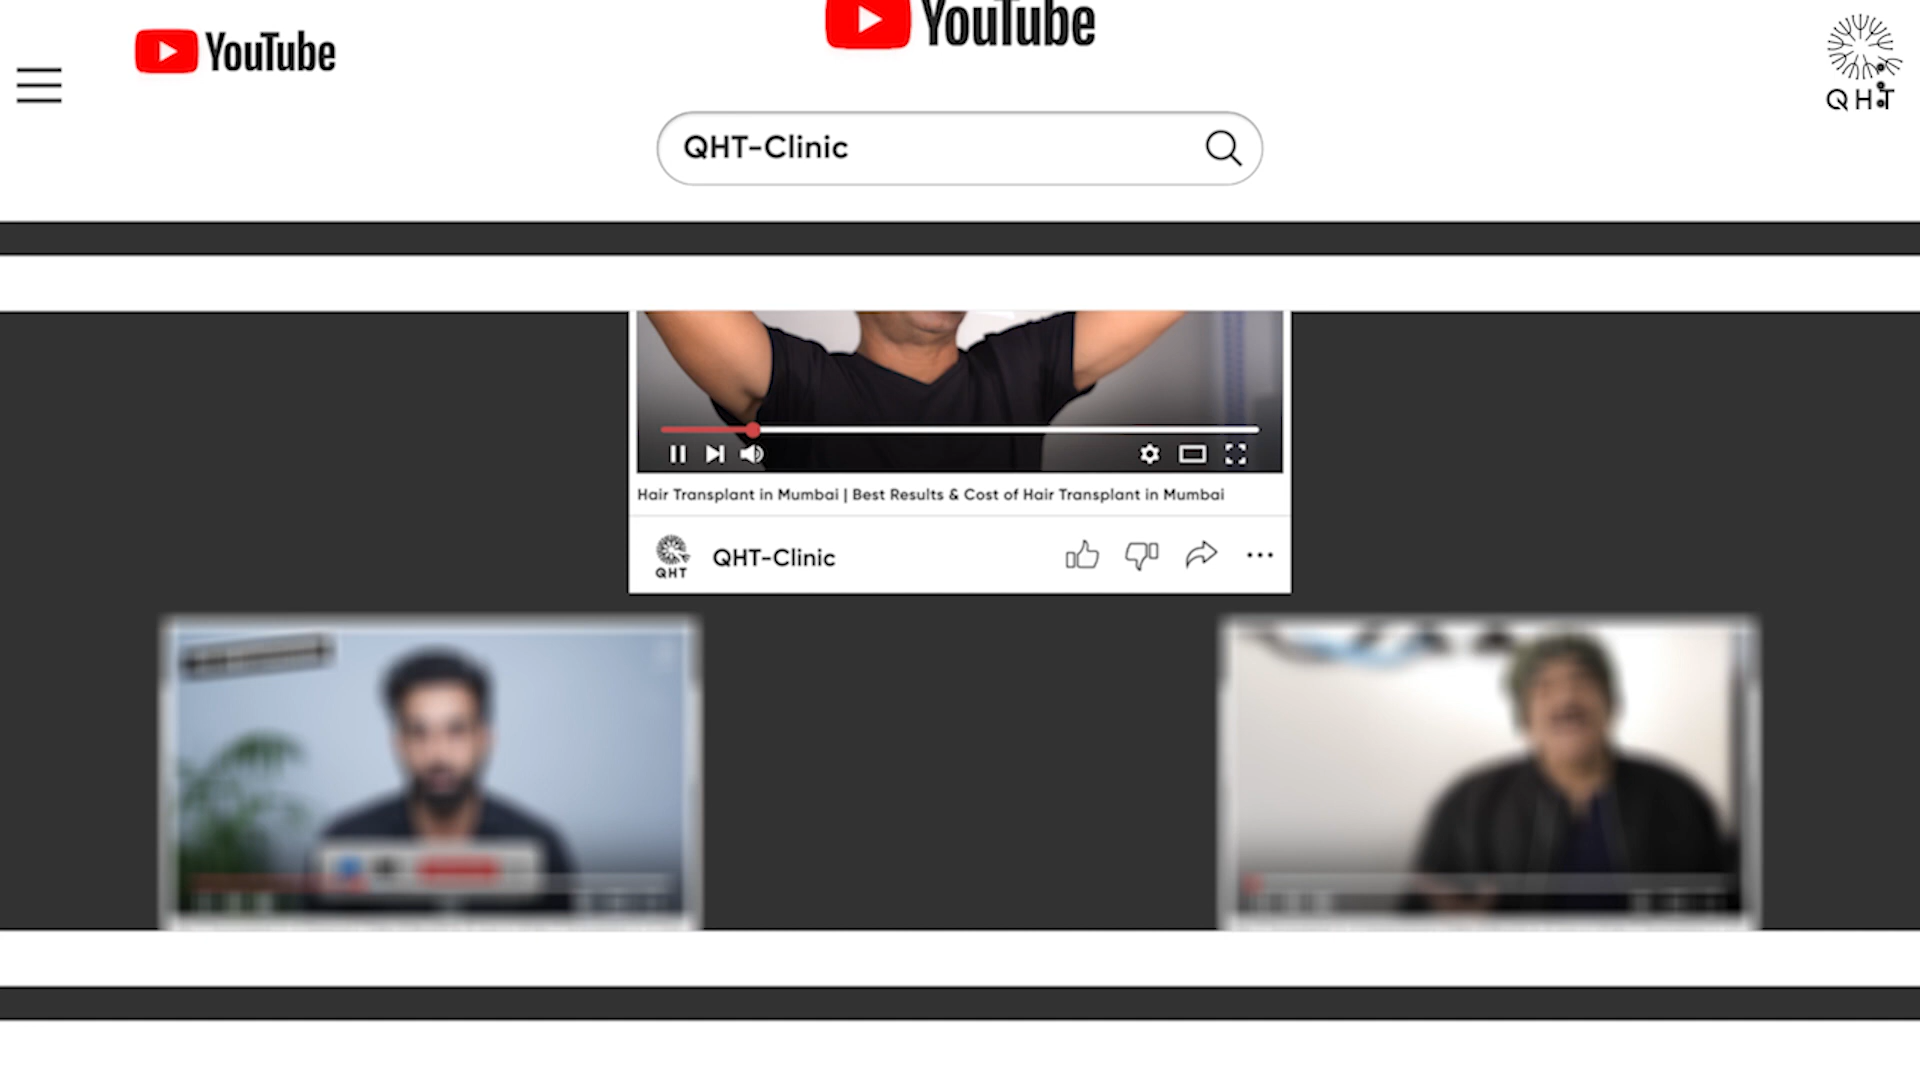 YouTube
YouTube
QHT
QHT-Clinic
Hair Transplant in Mumbai | Best Results & Cost of Hair Transplant in Mumbai
QHT
QHT-Clinic